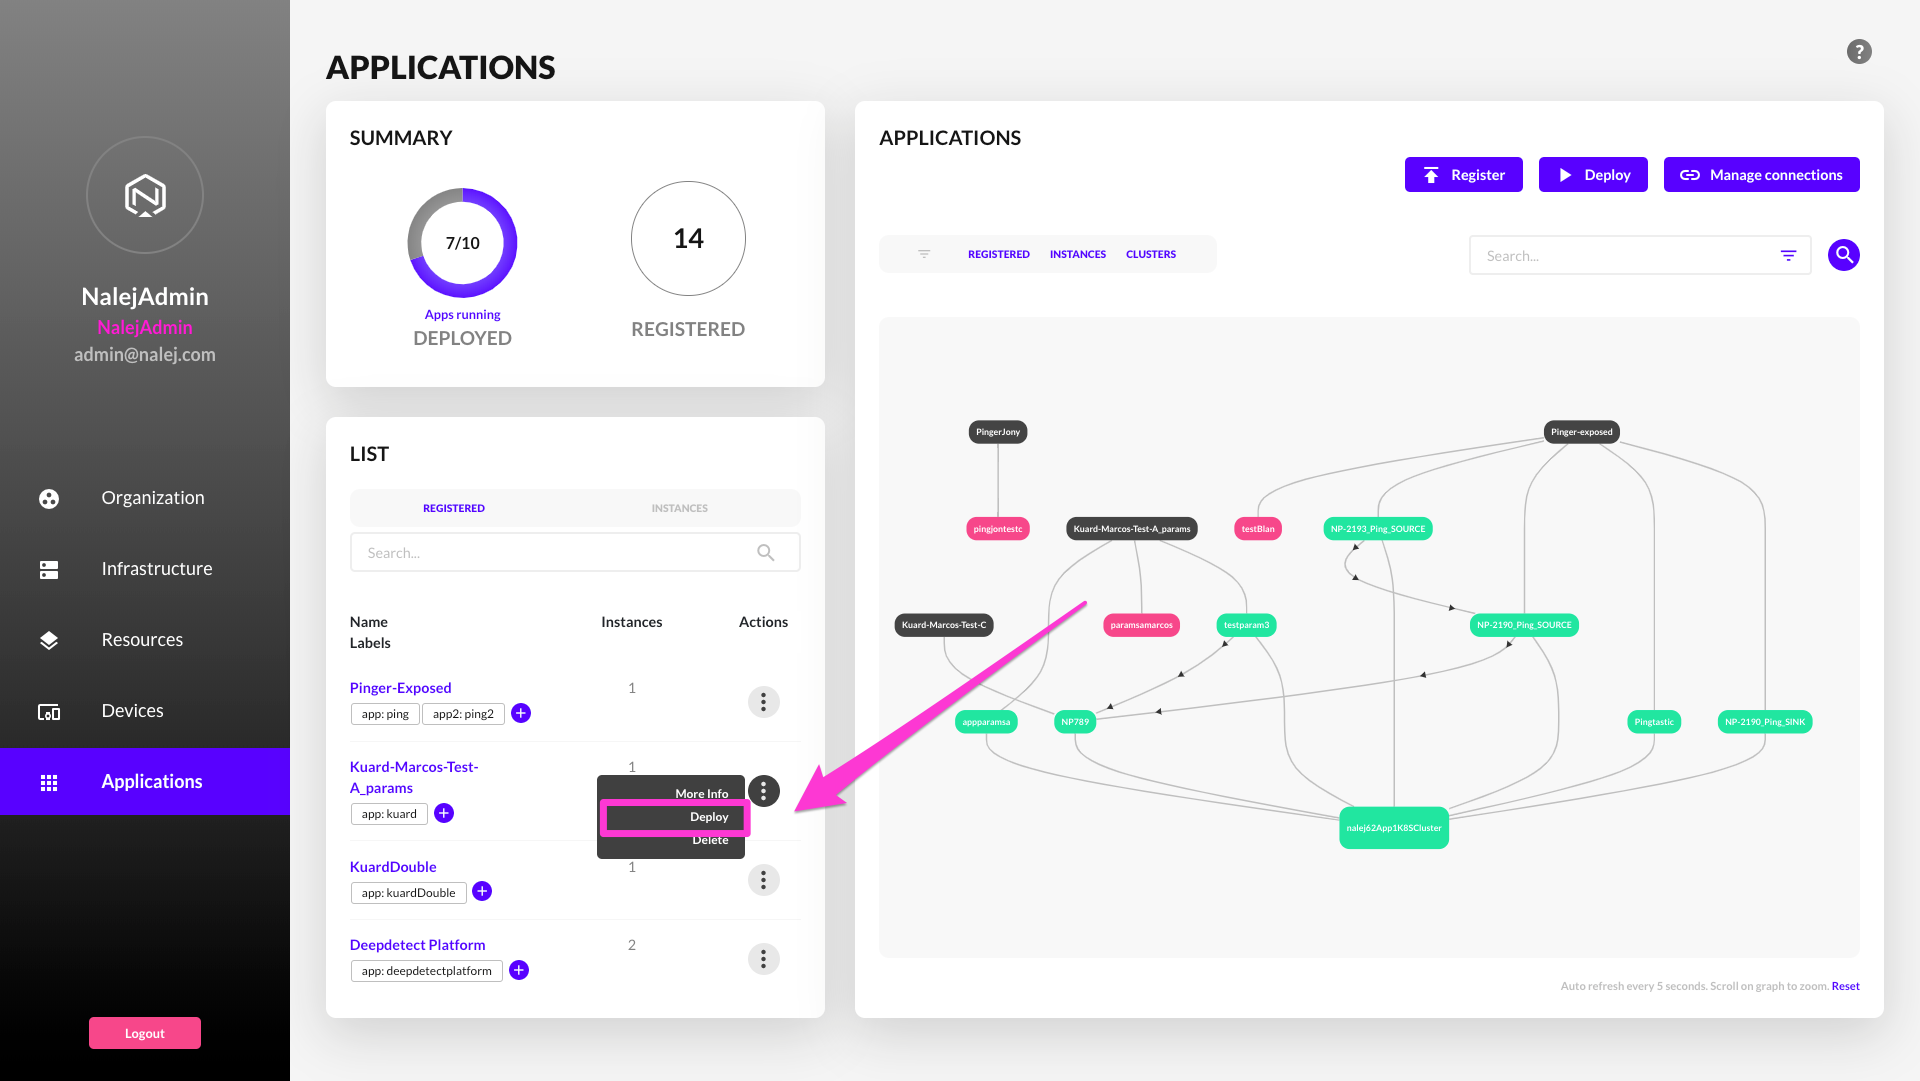 NalejAdmin
NalejAdmin
admin@nalej.com
Organization
Infrastructure
Resources
Devices
Applications
Logout
APPLICATIONS
?
SUMMARY
7/10
Apps running
DEPLOYED
14
REGISTERED
LIST
REGISTERED INSTANCES
Search...
Name Instances Actions
Labels
Pinger-Exposed 1
app: ping app2: ping2 +
Kuard-Marcos-Test- 1
A_params
app: kuard +
More Info
Deploy
Delete
KuardDouble 1
app: kuardDouble +
Deepdetect Platform 2
app: deepdetectplatform +
APPLICATIONS
Register Deploy Manage connections
REGISTERED INSTANCES CLUSTERS
Search...
PingerJony Pinger-exposed
pingjontestc Kuard-Marcos-Test-A_params testBlan NP-2193_Ping_SOURCE
Kuard-Marcos-Test-C paramsamarcos testparam3 NP-2190_Ping_SOURCE
appparamsa NP789 Pingtastic NP-2190_Ping_SINK
nalej62App1K8SCluster
Auto refresh every 5 seconds. Scroll on graph to zoom. Reset